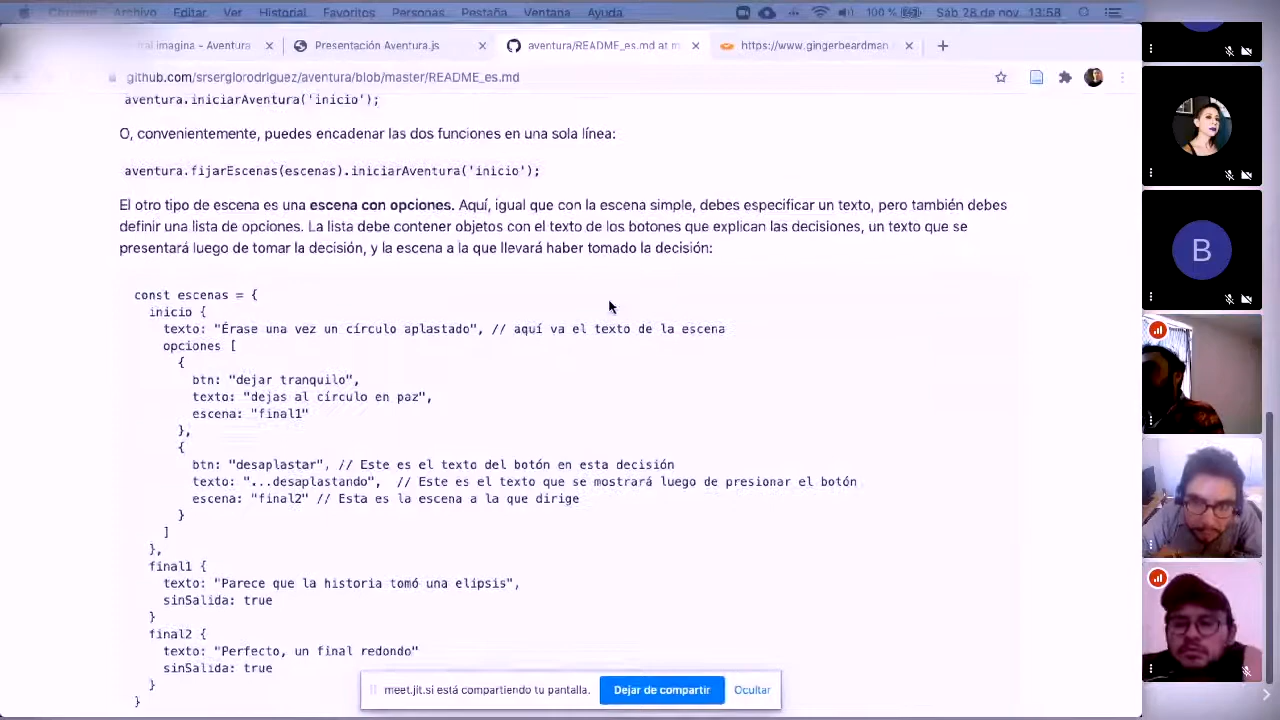 Chrome Archivo Editar Ver Historial Favoritos Personas Pestaña Ventana Ayuda 100 % Sáb 28 de nov. 13:58
imagina - Aventura Presentación Aventura.js aventura/README_es.md at m https://www.gingerbeardman
github.com/srsergiorodriguez/aventura/blob/master/README_es.md
aventura.iniciarAventura('inicio');
O, convenientemente, puedes encadenar las dos funciones en una sola línea:
aventura.fijarEscenas(escenas).iniciarAventura('inicio');
El otro tipo de escena es una escena con opciones. Aquí, igual que con la escena simple, debes especificar un texto, pero también debes
definir una lista de opciones. La lista debe contener objetos con el texto de los botones que explican las decisiones, un texto que se
presentará luego de tomar la decisión, y la escena a la que llevará haber tomado la decisión:
const escenas = {
inicio {
texto: "Érase una vez un círculo aplastado", // aquí va el texto de la escena
opciones [
{
btn: "dejar tranquilo",
texto: "dejas al círculo en paz",
escena: "final1"
},
{
btn: "desaplastar", // Este es el texto del botón en esta decisión
texto: "...desaplastando", // Este es el texto que se mostrará luego de presionar el botón
escena: "final2" // Esta es la escena a la que dirige
}
]
},
final1 {
texto: "Parece que la historia tomó una elipsis",
sinSalida: true
}
final2 {
texto: "Perfecto, un final redondo"
sinSalida: true
}
}
meet.jit.si está compartiendo tu pantalla. Dejar de compartir Ocultar
B